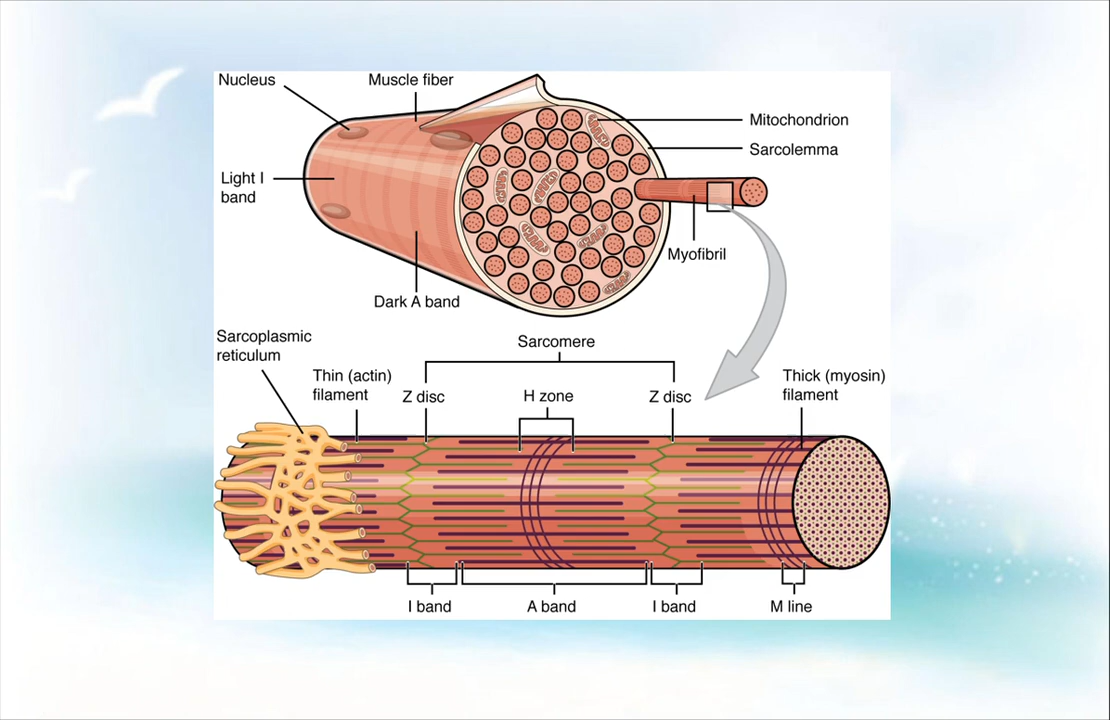 Nucleus
Muscle fiber
Mitochondrion
Sarcolemma
Light I
band
Myofibril
Dark A band
Sarcoplasmic
reticulum
Sarcomere
Thin (actin)
filament
Z disc
H zone
Z disc
Thick (myosin)
filament
I band
A band
I band
M line